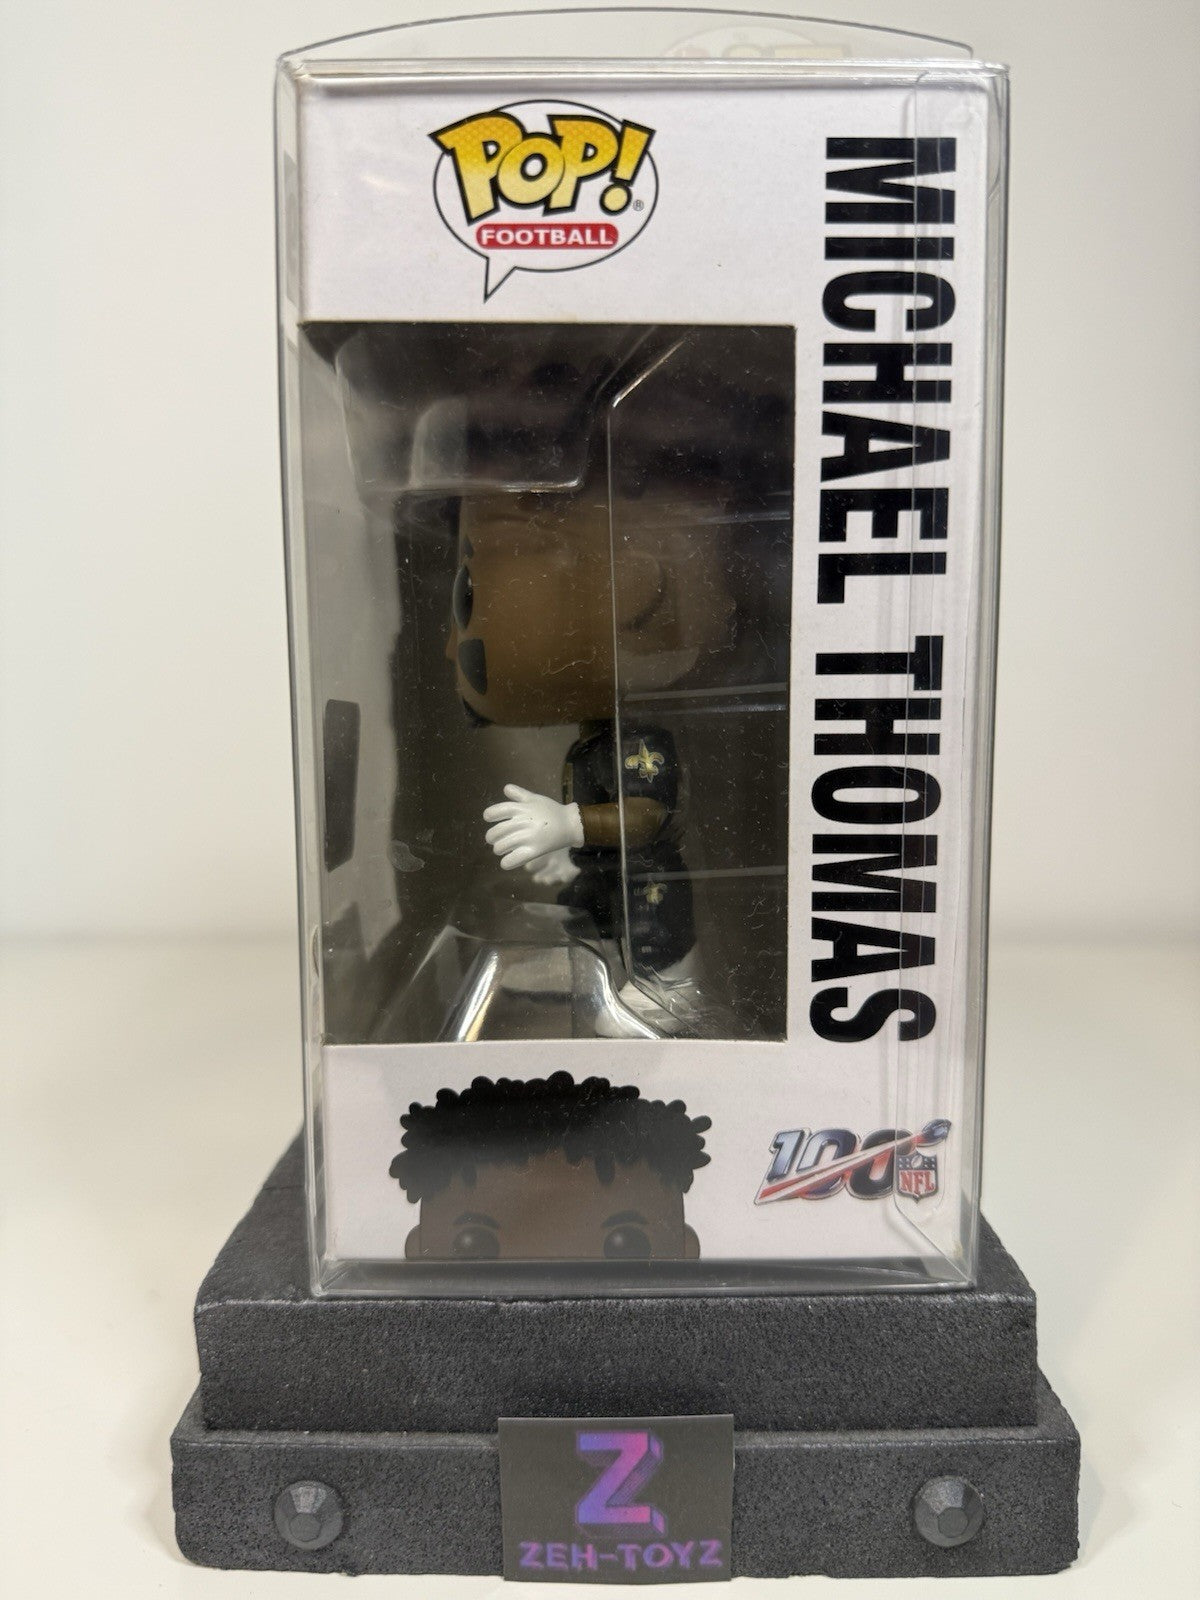 POP!®
FOOTBALL
MICHAEL THOMAS
100
NFL
Z
ZEH-TOYZ